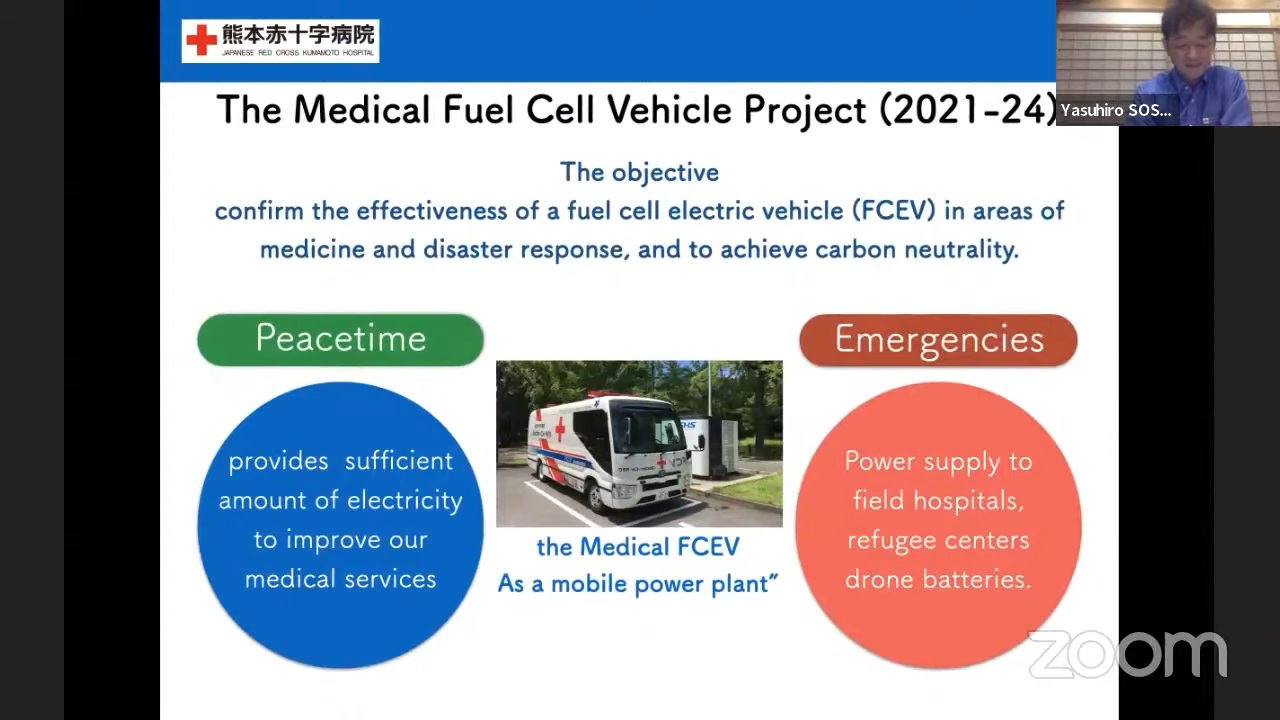 熊本赤十字病院
JAPANESE RED CROSS KUMAMOTO HOSPITAL
Yasuhiro SOS...
The Medical Fuel Cell Vehicle Project (2021-24)
The objective
confirm the effectiveness of a fuel cell electric vehicle (FCEV) in areas of
medicine and disaster response, and to achieve carbon neutrality.
Peacetime
provides sufficient
amount of electricity
to improve our
medical services
the Medical FCEV
As a mobile power plant”
Emergencies
Power supply to
field hospitals,
refugee centers
drone batteries.
zoom